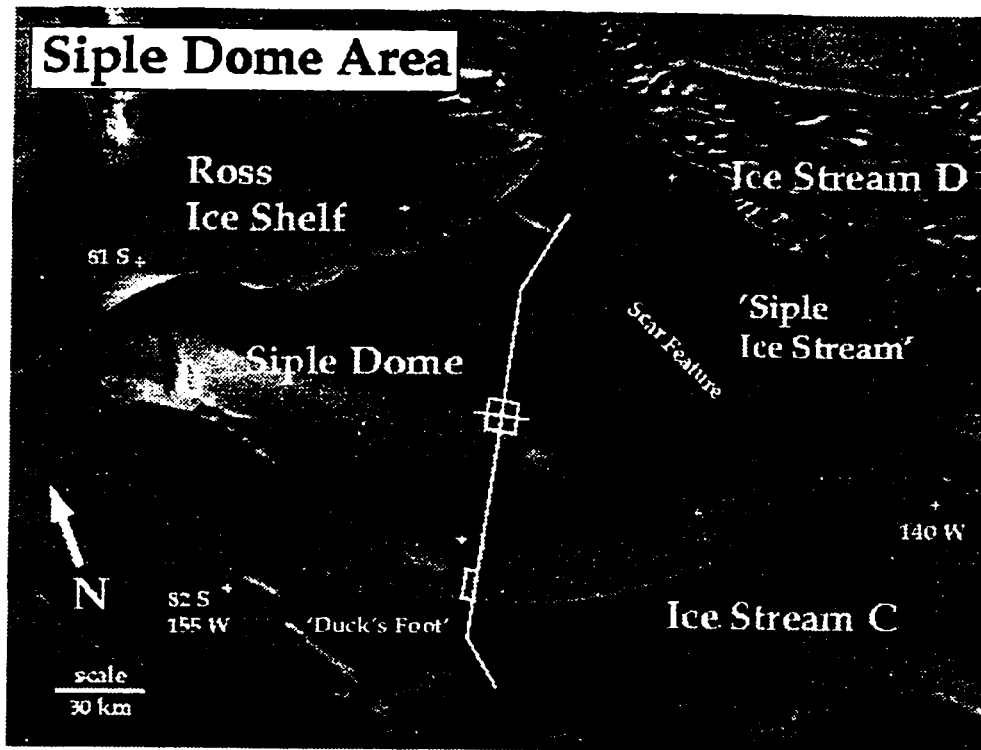 Siple Dome Area
Ross
Ice Shelf
Ice Stream D
81 S
'Siple
Ice Stream'
Scar Feature
Siple Dome
140 W
N
82 S
155 W
'Duck's Foot'
Ice Stream C
scale
30 km